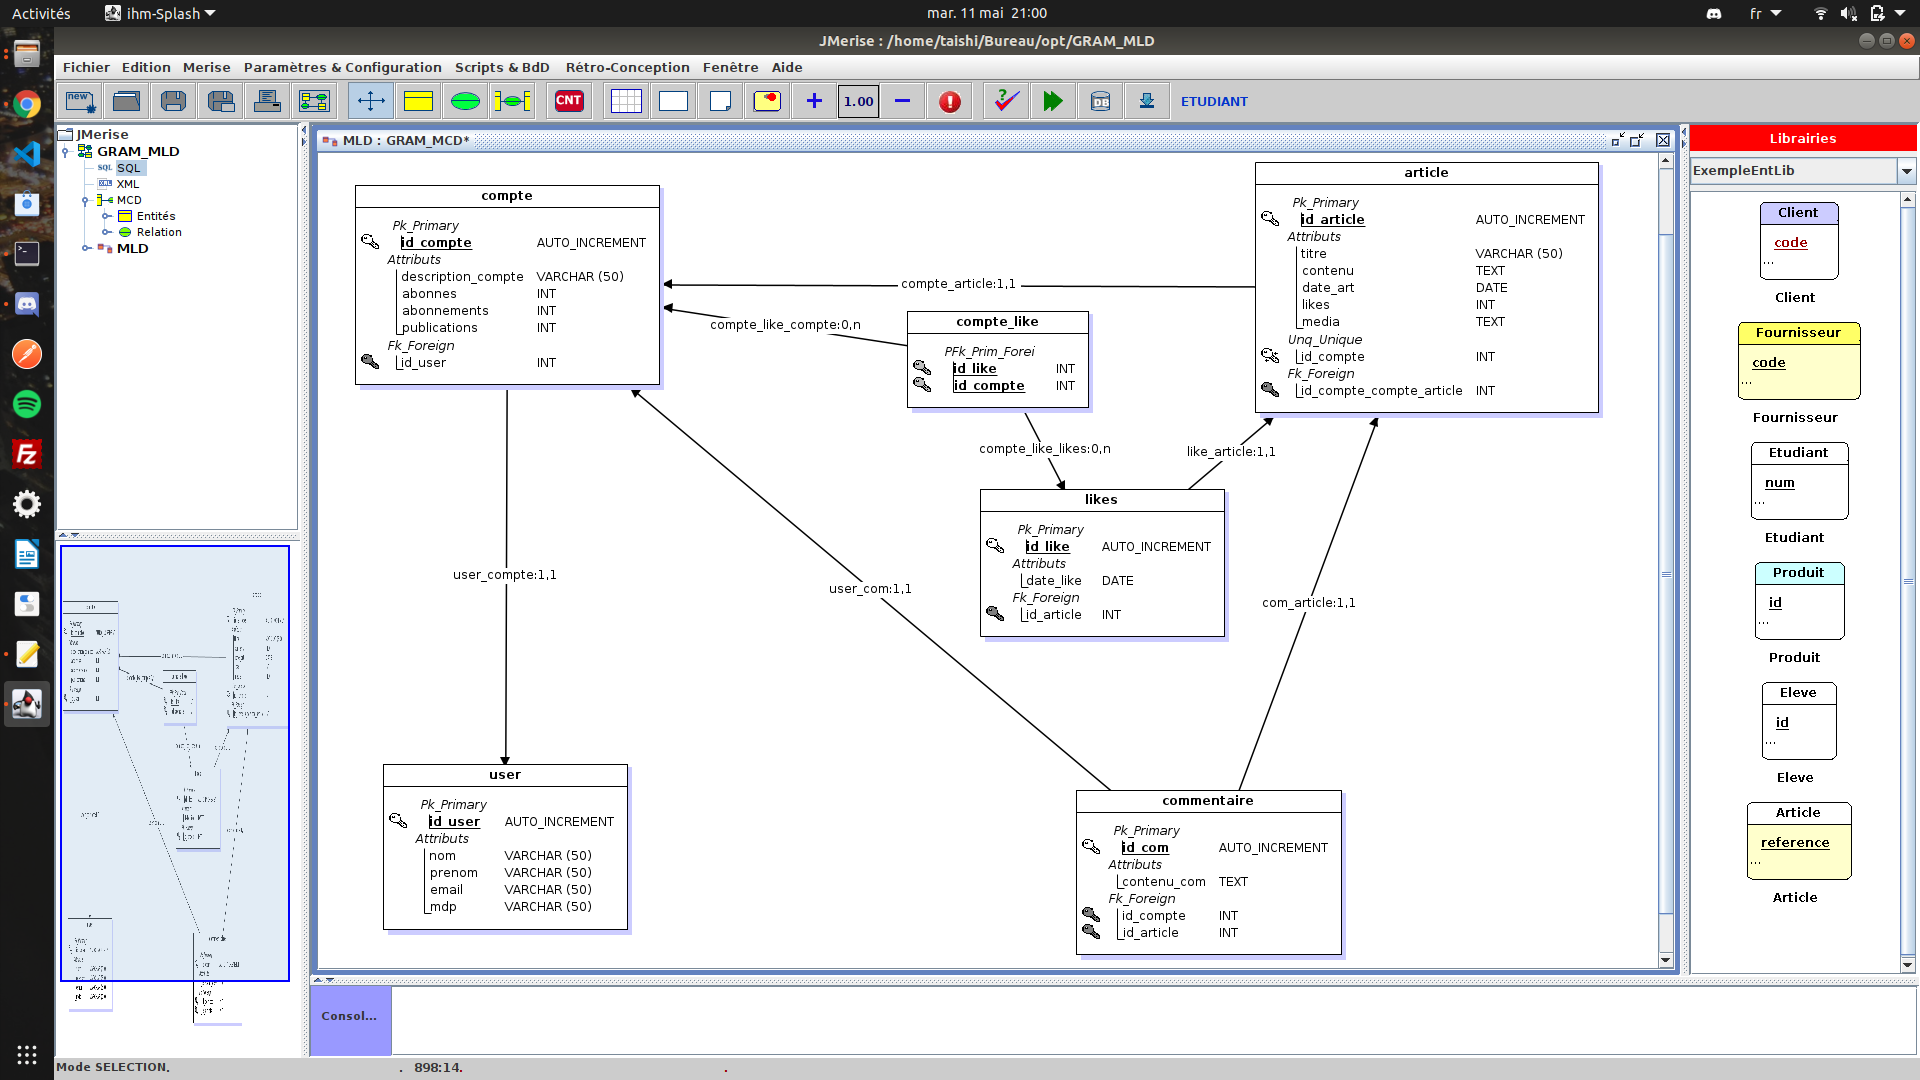 Activités
ihm-Splash
mar. 11 mai 21:00
fr
JMerise : /home/taishi/Bureau/opt/GRAM_MLD
Fichier Edition Merise Paramètres & Configuration Scripts & BdD Rétro-Conception Fenêtre Aide
new CNT 1.00 DB ETUDIANT
JMerise
GRAM_MLD
SQL SQL
XML
MCD
Entités
Relation
MLD
MLD : GRAM_MCD*
compte
Pk_Primary
id_compte AUTO_INCREMENT
Attributs
description_compte VARCHAR (50)
abonnes INT
abonnements INT
publications INT
Fk_Foreign
id_user INT
compte_article:1,1
compte_like_compte:0,n
compte_like
PFk_Prim_Forei
id_like INT
id_compte INT
article
Pk_Primary
id_article AUTO_INCREMENT
Attributs
titre VARCHAR (50)
contenu TEXT
date_art DATE
likes INT
media TEXT
Unq_Unique
id_compte INT
Fk_Foreign
id_compte_compte_article INT
compte_like_likes:0,n
like_article:1,1
likes
Pk_Primary
id_like AUTO_INCREMENT
Attributs
date_like DATE
Fk_Foreign
id_article INT
user_compte:1,1
user_com:1,1
com_article:1,1
user
Pk_Primary
id_user AUTO_INCREMENT
Attributs
nom VARCHAR (50)
prenom VARCHAR (50)
email VARCHAR (50)
mdp VARCHAR (50)
commentaire
Pk_Primary
id_com AUTO_INCREMENT
Attributs
contenu_com TEXT
Fk_Foreign
id_compte INT
id_article INT
Librairies
ExempleEntLib
Client
code
...
Client
Fournisseur
code
...
Fournisseur
Etudiant
num
...
Etudiant
Produit
id
...
Produit
Eleve
id
...
Eleve
Article
reference
...
Article
Consol...
Mode SELECTION. . 898:14. .